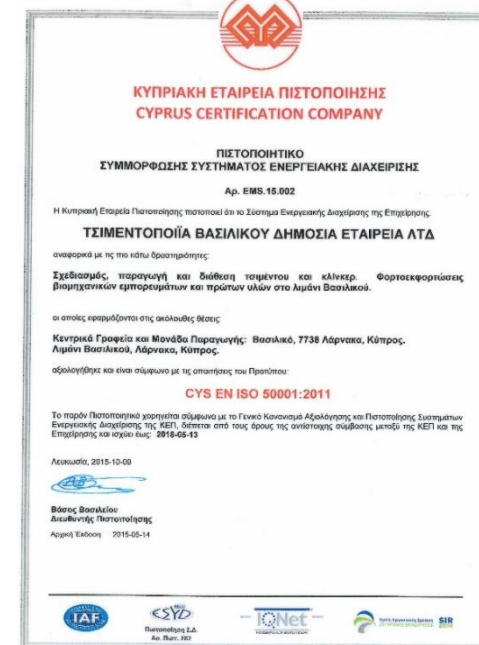 ΚΥΠΡΙΑΚΗ ΕΤΑΙΡΕΙΑ ΠΙΣΤΟΠΟΙΗΣΗΣ
CYPRUS CERTIFICATION COMPANY
ΠΙΣΤΟΠΟΙΗΤΙΚΟ
ΣΥΜΜΟΡΦΩΣΗΣ ΣΥΣΤΗΜΑΤΟΣ ΕΝΕΡΓΕΙΑΚΗΣ ΔΙΑΧΕΙΡΙΣΗΣ
Αρ. EMS.15.002
Η Κυπριακή Εταιρεία Πιστοποίησης πιστοποιεί ότι το Σύστημα Ενεργειακής Διαχείρισης της Επιχείρησης:
ΤΣΙΜΕΝΤΟΠΟΙΪΑ ΒΑΣΙΛΙΚΟΥ ΔΗΜΟΣΙΑ ΕΤΑΙΡΕΙΑ ΛΤΔ
αναφορικά με τις πιο κάτω δραστηριότητες:
Σχεδιασμός, παραγωγή και διάθεση τσιμέντου και κλίνκερ. Φορτοεκφορτώσεις
βιομηχανικών εμπορευμάτων και πρώτων υλών στο λιμάνι Βασιλικού.
οι οποίες εφαρμόζονται στις ακόλουθες θέσεις:
Κεντρικά Γραφεία και Μονάδα Παραγωγής: Βασιλικό, 7738 Λάρνακα, Κύπρος.
Λιμάνι Βασιλικού, Λάρνακα, Κύπρος.
αξιολογήθηκε και είναι σύμφωνο με τις απαιτήσεις του Προτύπου:
CYS EN ISO 50001:2011
Το παρόν Πιστοποιητικό χορηγείται σύμφωνα με το Γενικό Κανονισμό Αξιολόγησης και Πιστοποίησης Συστημάτων
Ενεργειακής Διαχείρισης της ΚΕΠ, διέπεται από τους όρους της αντίστοιχης σύμβασης μεταξύ της ΚΕΠ και της
Επιχείρησης και ισχύει έως: 2018-05-13
Λευκωσία, 2015-10-09
Βάσος Βασιλείου
Διευθυντής Πιστοποίησης
Αρχική Έκδοση 2015-05-14
IAF
ΕΣΥΔ
Πιστοποίηση Σ.Δ.
Αρ. Πιστ.
IQNet
SIR